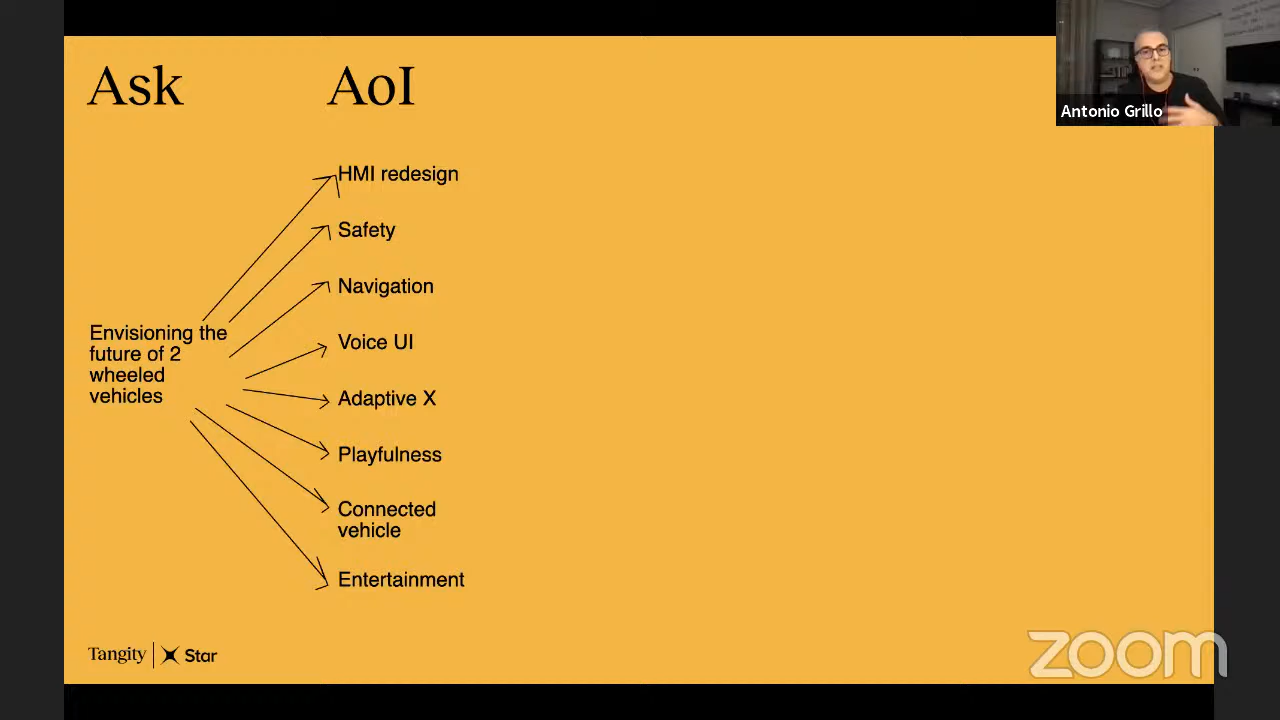 Ask
AoI
Antonio Grillo
HMI redesign
Safety
Navigation
Envisioning the
future of 2
wheeled
vehicles
Voice UI
Adaptive X
Playfulness
Connected
vehicle
Entertainment
Tangity | Star
zoom